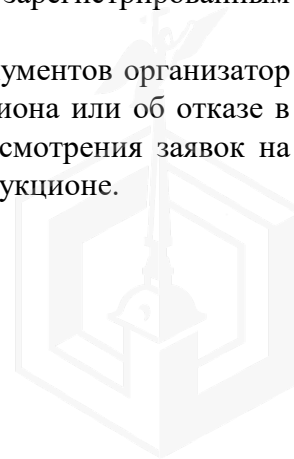 зарегистрированным
ументов организатор
иона или об отказе в
смотрения заявок на
укционе.